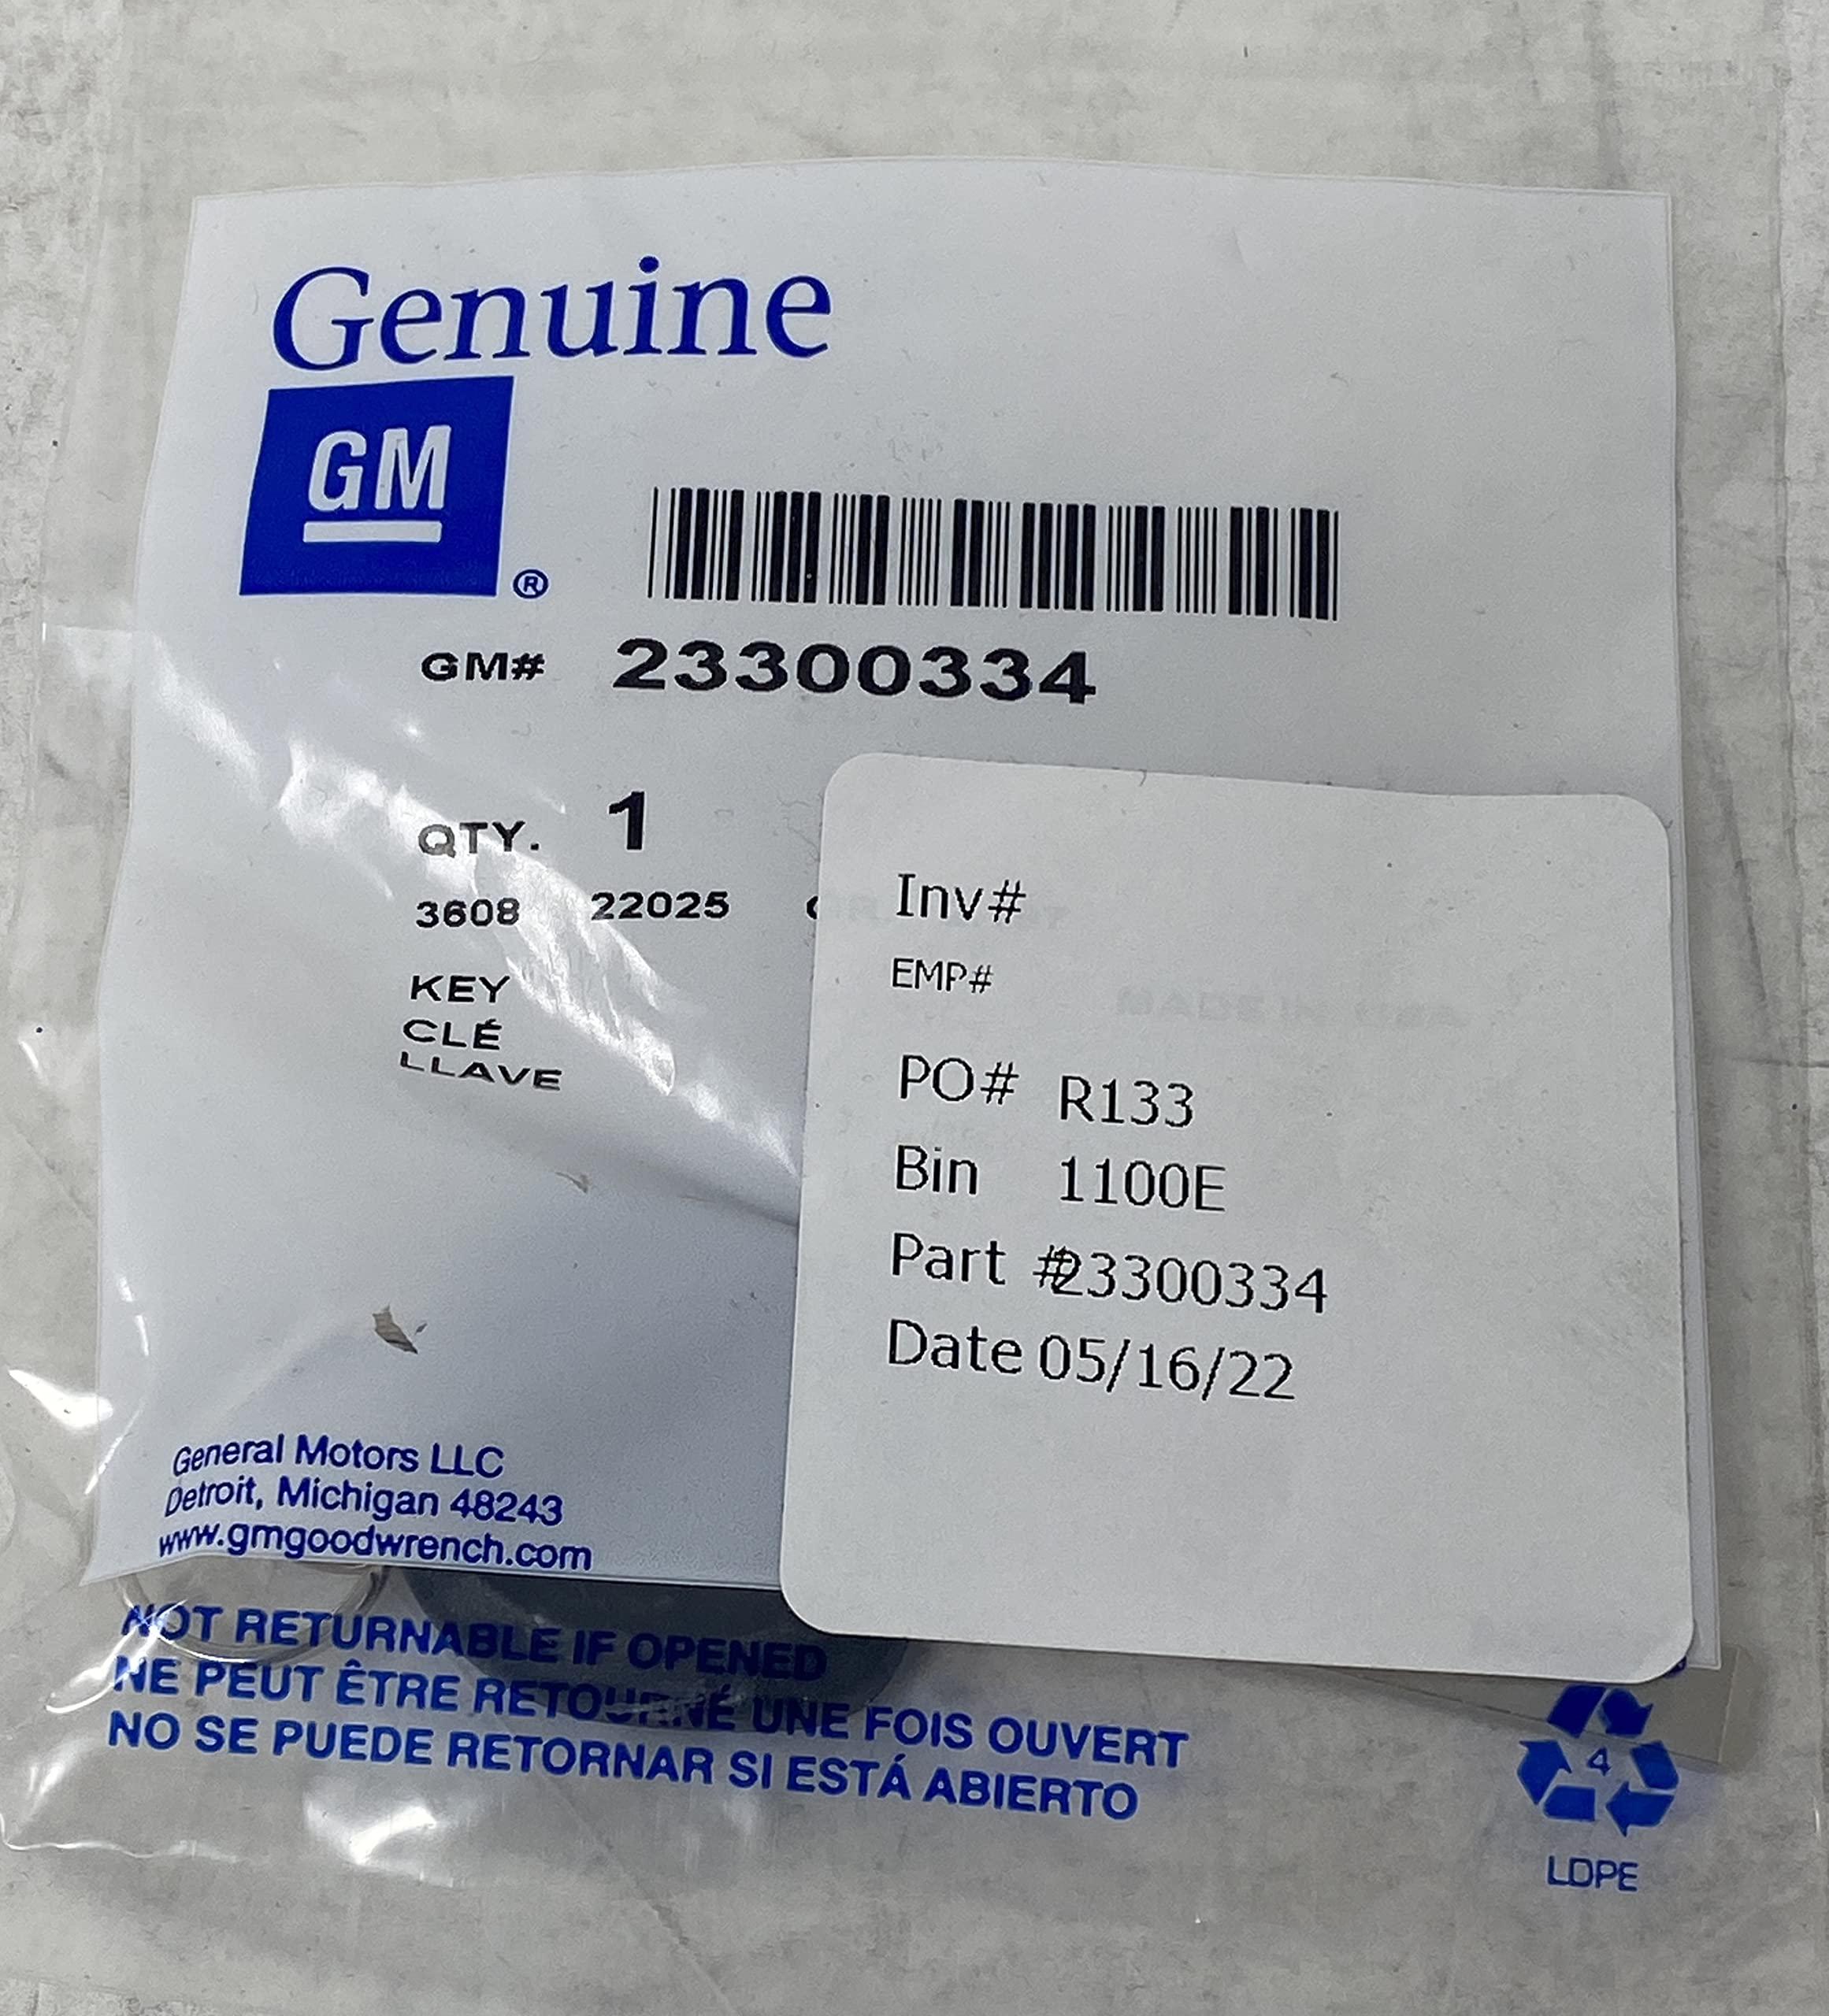 Genuine
GM
®
GM# 23300334
QTY. 1
3608 22025
KEY
CLÉ
LLAVE
Inv#
EMP#
PO# R133
Bin 1100E
Part #23300334
Date 05/16/22
General Motors LLC
Detroit, Michigan 48243
www.gmgoodwrench.com
NOT RETURNABLE IF OPENED
NE PEUT ÊTRE RETOURNÉ UNE FOIS OUVERT
NO SE PUEDE RETORNAR SI ESTÁ ABIERTO
4
LDPE